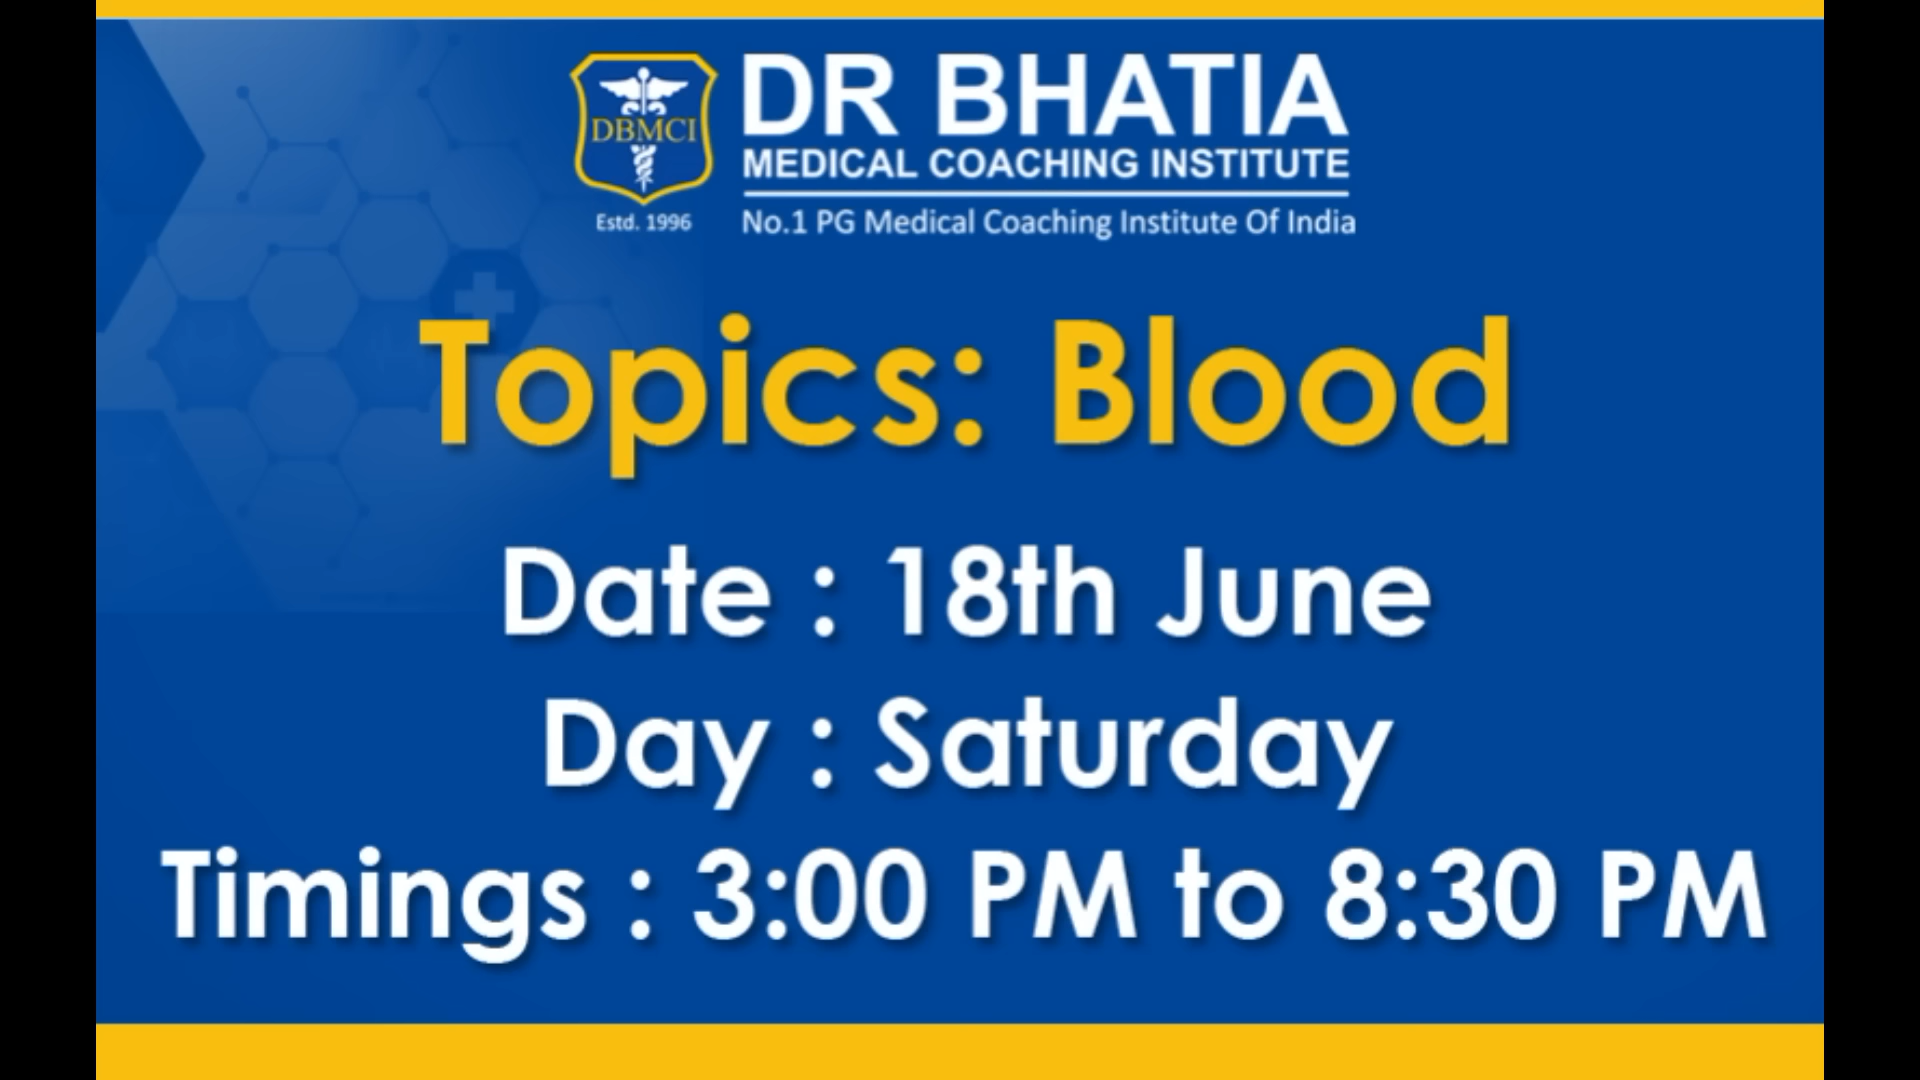 DBMCI
Estd. 1996
DR BHATIA
MEDICAL COACHING INSTITUTE
No.1 PG Medical Coaching Institute Of India
Topics: Blood
Date : 18th June
Day : Saturday
Timings : 3:00 PM to 8:30 PM